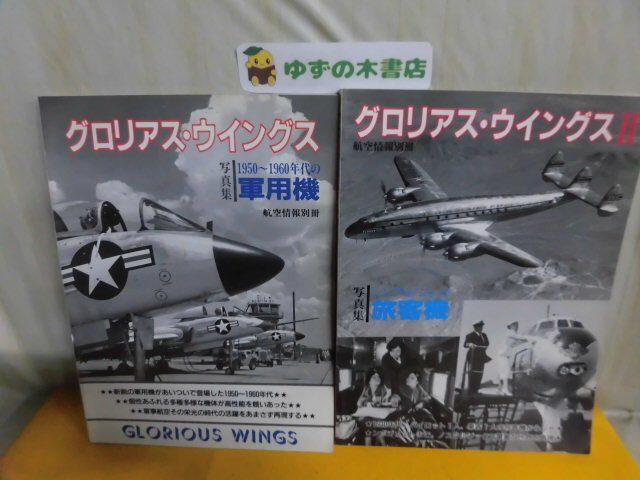 ゆずの木書店
グロリアス・ウイングス
写真集
1950〜1960年代の
軍用機
航空情報別冊
★★新鋭の軍用機があいついで登場した1950〜1960年代★★
★★個性あふれる多種多様な機体が高性能を競いあった★★
★★軍事航空その栄光の時代の活躍をあまさず再現する★★
GLORIOUS WINGS
グロリアス・ウイングスII
航空情報別冊
写真集
旅客機